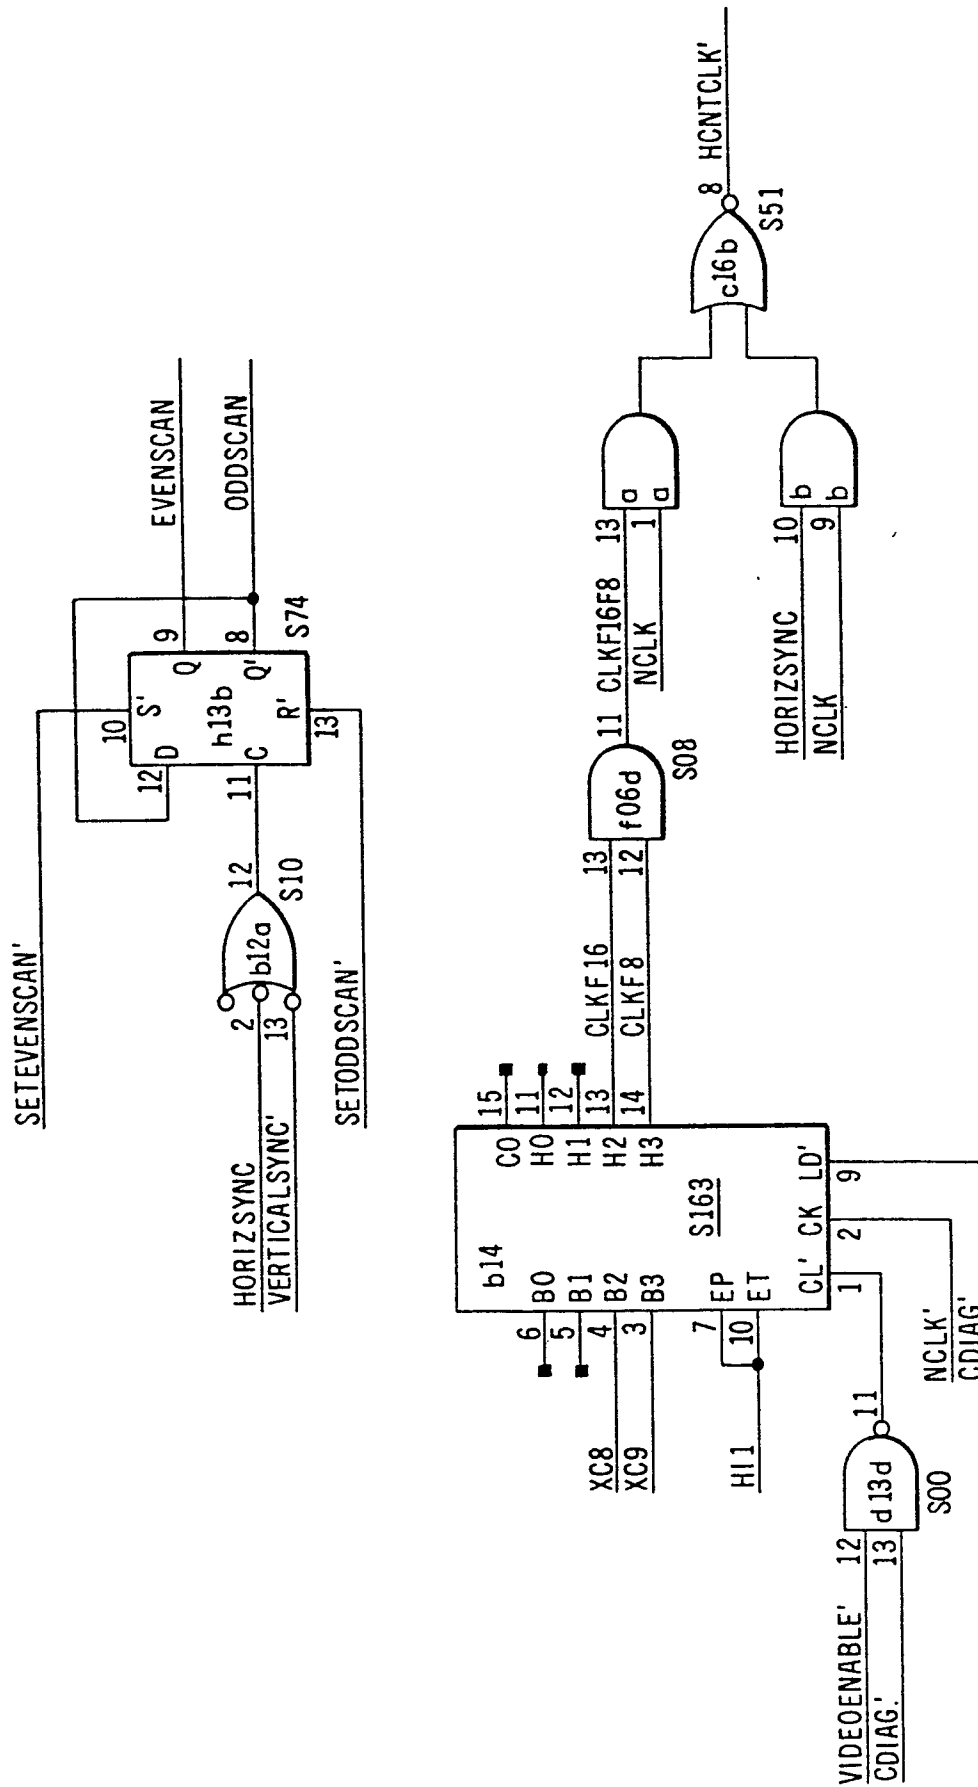 SETEVENSCAN'
HORIZSYNC
VERTICALSYNC'
SETODDSCAN'
2
13
b12a
12
S10
10
S'
12
D
11
C
h13b
R'
13
Q
9
Q'
8
S74
EVENSCAN
ODDSCAN
b14
S163
6 B0
5 B1
XC8 4 B2
XC9 3 B3
7 EP
HI1 10 ET
CO 15
H0 11
H1 12
H2 13
H3 14
CL' CK LD'
1 2 9
VIDEOENABLE' 12
CDIAG.' 13
d13d
11
S00
NCLK'
CDIAG'
CLKF16 13
CLKF8 12
f06d
11
S08
CLKF16F8 13 a
NCLK 1 a
HORIZSYNC 10 b
NCLK 9 b
c16b
8 HCNTCLK'
S51